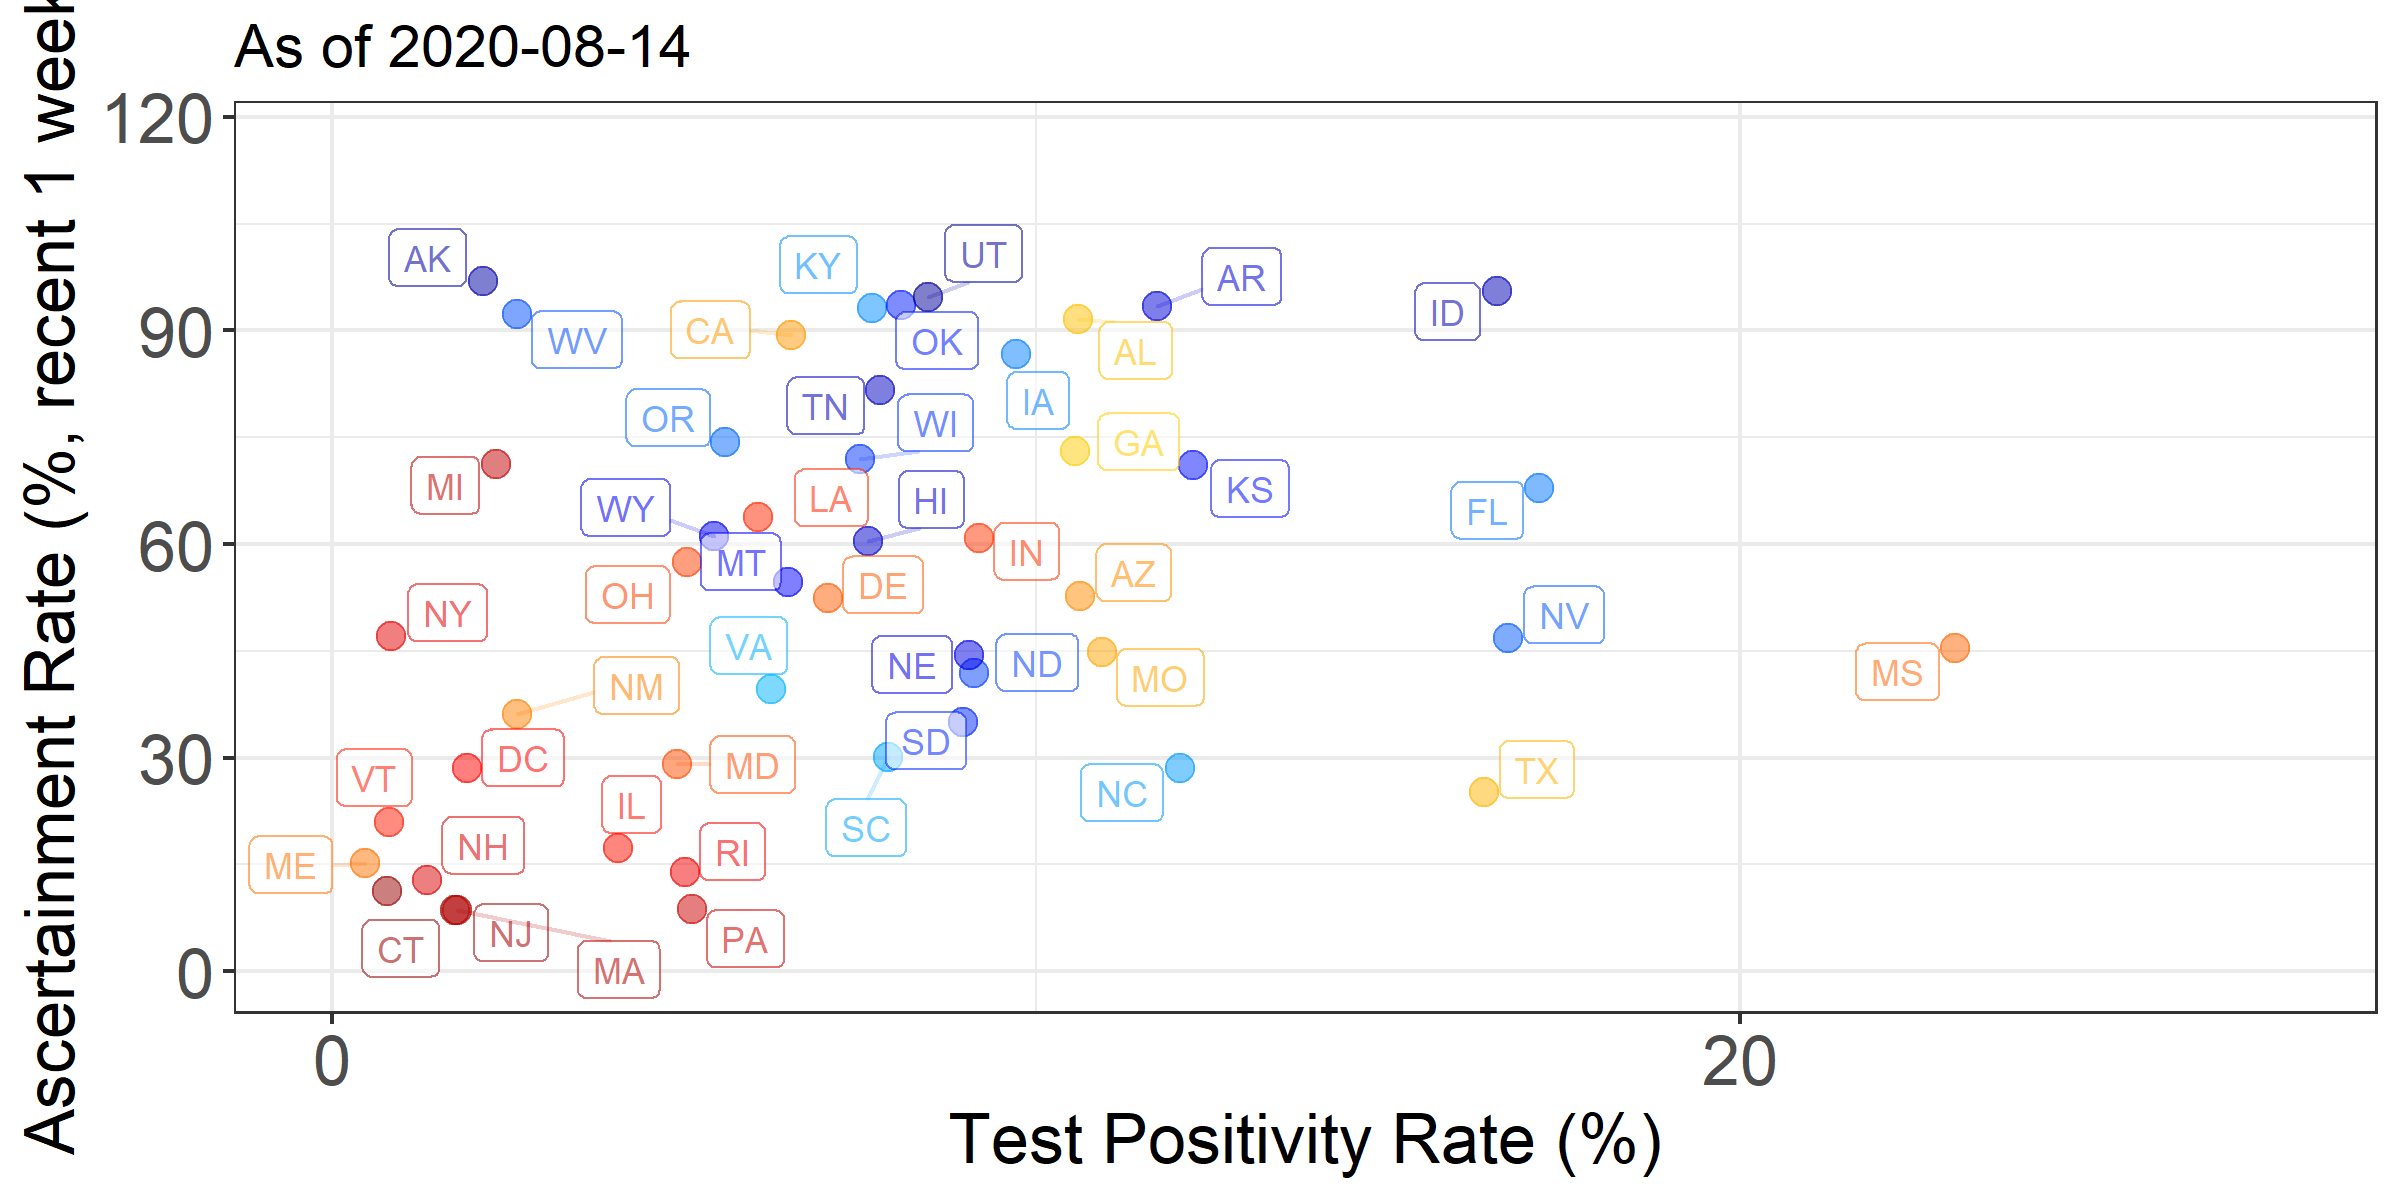 As of 2020-08-14
Ascertainment Rate (%, recent 1 week
120
90
60
30
0
AK
WV
KY
UT
CA
OK
AR
AL
ID
OR
TN
WI
IA
GA
MI
KS
FL
WY
LA
HI
MT
IN
OH
DE
AZ
NY
VA
NE
ND
MO
NV
MS
NM
DC
VT
MD
SD
IL
SC
NC
TX
ME
NH
RI
CT
NJ
MA
PA
0
20
Test Positivity Rate (%)